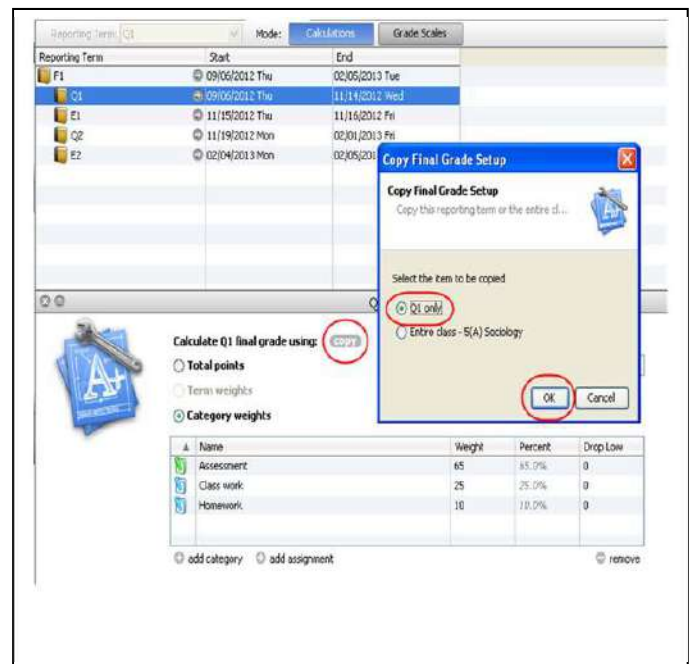 Reporting Term: Q1 Mode: Calculations Grade Scales
Reporting Term Start End
F1 09/06/2012 Thu 02/05/2013 Tue
Q1 09/06/2012 Thu 11/14/2012 Wed
E1 11/15/2012 Thu 11/16/2012 Fri
Q2 11/19/2012 Mon 02/01/2013 Fri
E2 02/04/2013 Mon 02/05/201
Copy Final Grade Setup
Copy Final Grade Setup
Copy this reporting term or the entire cl...
Select the item to be copied
Q1 only
Entire class - 5(A) Sociology
OK Cancel
Q
Calculate Q1 final grade using: copy
Total points
Term weights
Category weights
Name Weight Percent Drop Low
Assessment 65 65.0% 0
Class work 25 25.0% 0
Homework 10 10.0% 0
add category add assignment remove